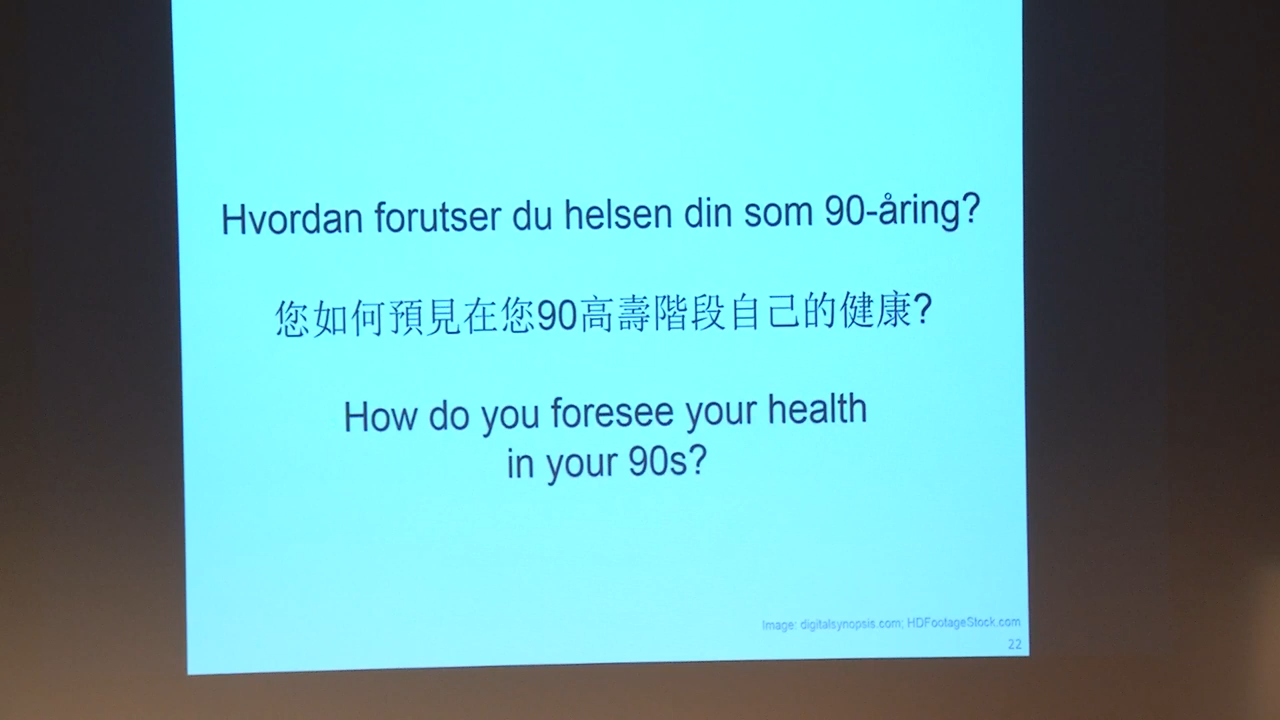 Hvordan forutser du helsen din som 90-åring?
您如何預見在您90高壽階段自己的健康?
How do you foresee your health
in your 90s?
Image: digitalsynopsis.com; HDFootageStock.com
22